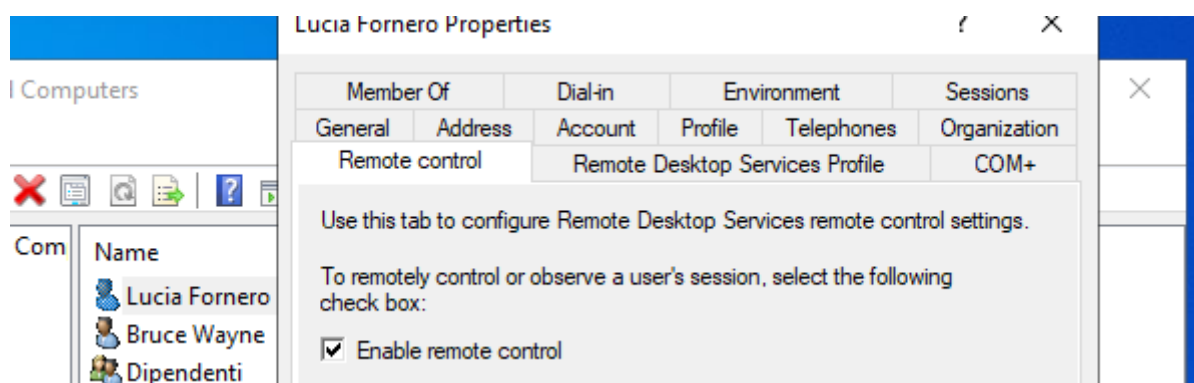 Lucia Fornero Properties
? 
l Computers
Member Of Dial-in Environment Sessions
General Address Account Profile Telephones Organization
Remote control Remote Desktop Services Profile COM+
Use this tab to configure Remote Desktop Services remote control settings.
Com
Name
To remotely control or observe a user's session, select the following
check box:
Lucia Fornero
Bruce Wayne
Enable remote control
Dipendenti